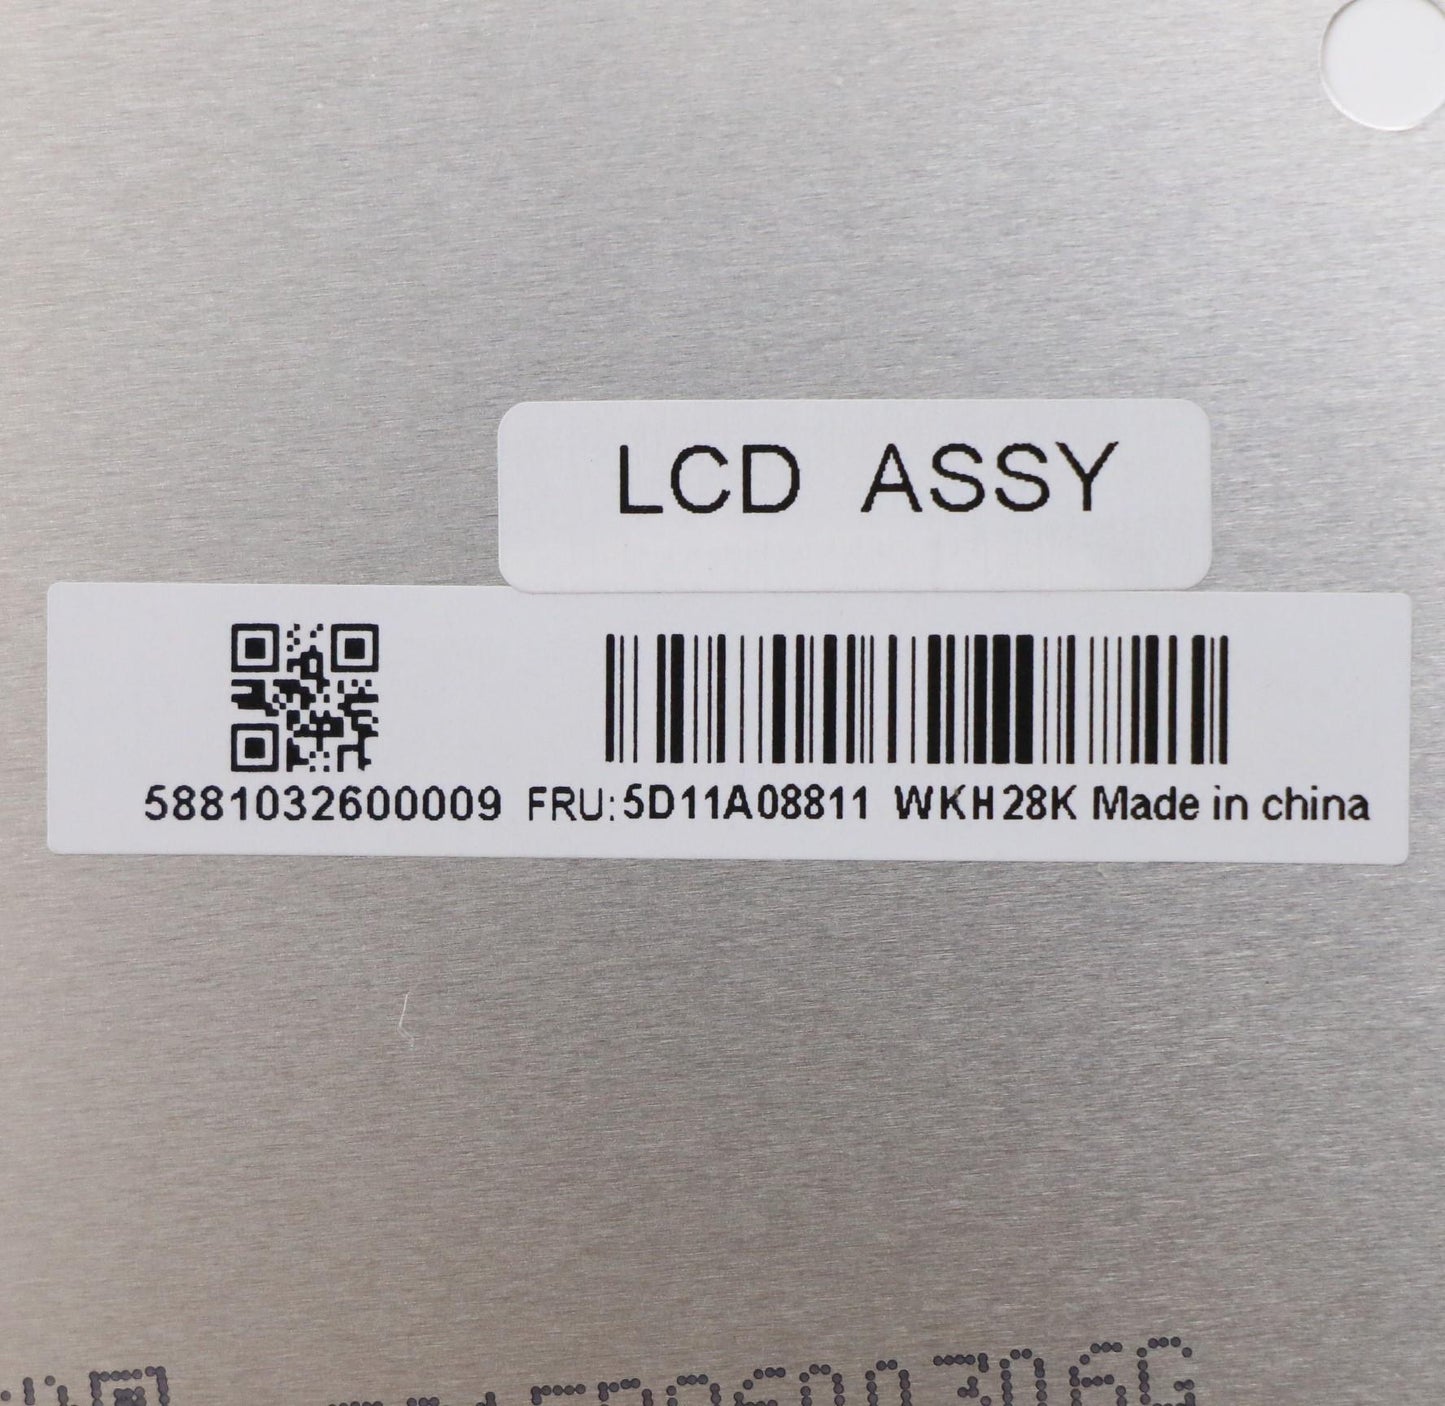 LCD ASSY
5881032600009 FRU:5D11A08811 WKH28K Made in china